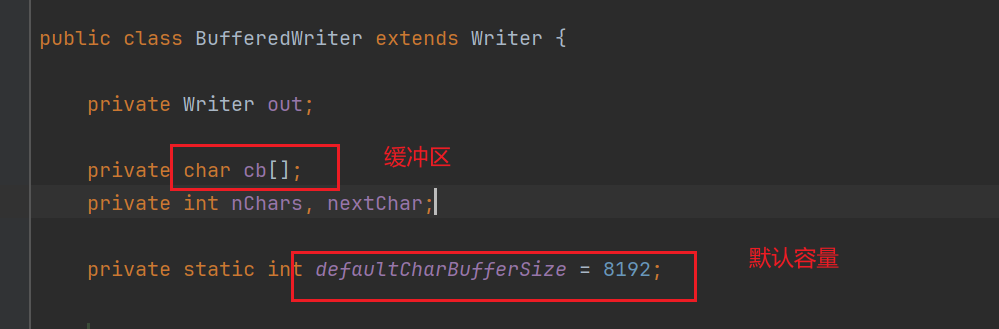 public class BufferedWriter extends Writer {
private Writer out;
private char cb[];
缓冲区
private int nChars, nextChar;
private static int defaultCharBufferSize = 8192;
默认容量